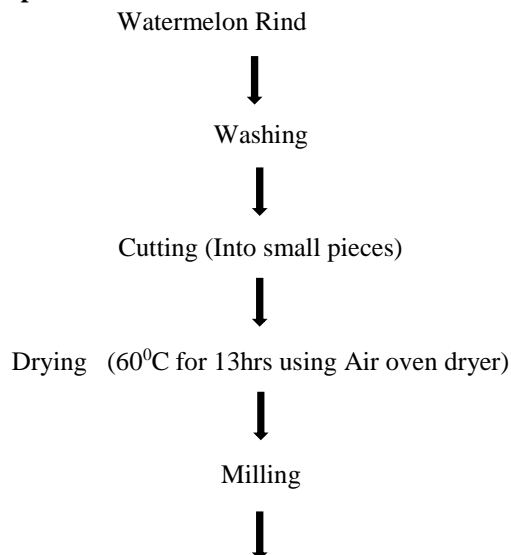 Watermelon Rind
Washing
Cutting (Into small pieces)
Drying (60⁰C for 13hrs using Air oven dryer)
Milling